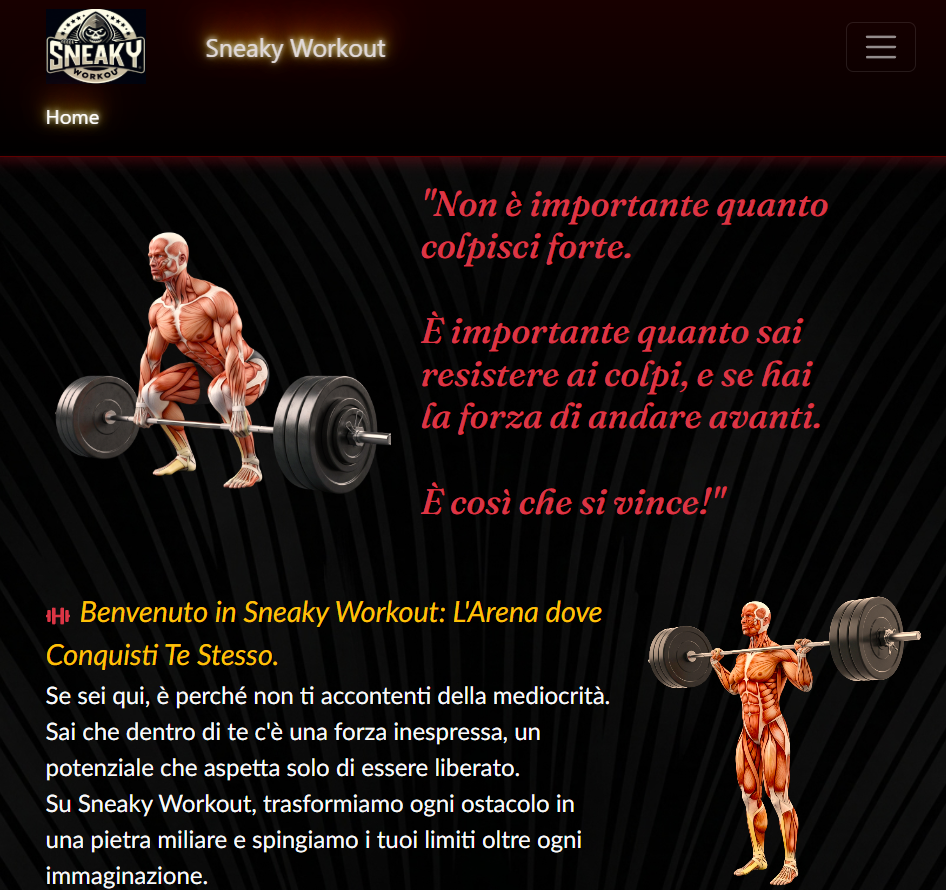 SNEAKY
WORKOUT
Sneaky Workout
Home
"Non è importante quanto
colpisci forte.
È importante quanto sai
resistere ai colpi, e se hai
la forza di andare avanti.
È così che si vince!"
Benvenuto in Sneaky Workout: L'Arena dove
Conquisti Te Stesso.
Se sei qui, è perché non ti accontenti della mediocrità.
Sai che dentro di te c'è una forza inespressa, un
potenziale che aspetta solo di essere liberato.
Su Sneaky Workout, trasformiamo ogni ostacolo in
una pietra miliare e spingiamo i tuoi limiti oltre ogni
immaginazione.